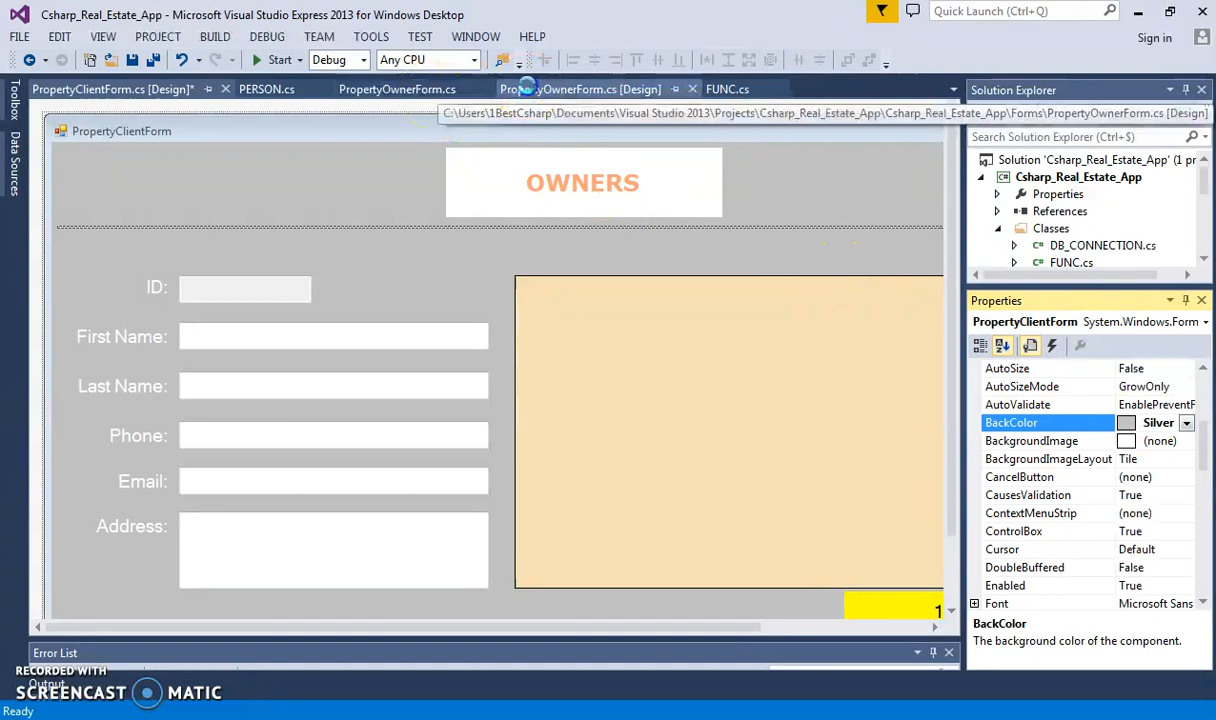 Csharp_Real_Estate_App - Microsoft Visual Studio Express 2013 for Windows Desktop
Quick Launch (Ctrl+Q)
FILE EDIT VIEW PROJECT BUILD DEBUG TEAM TOOLS TEST WINDOW HELP
Sign in
Start Debug Any CPU
PropertyClientForm.cs [Design]* PERSON.cs PropertyOwnerForm.cs PropertyOwnerForm.cs [Design] FUNC.cs
Solution Explorer
C:\Users\1BestCsharp\Documents\Visual Studio 2013\Projects\Csharp_Real_Estate_App\Csharp_Real_Estate_App\Forms\PropertyOwnerForm.cs [Design]
Toolbox
Data Sources
PropertyClientForm
OWNERS
ID:
First Name:
Last Name:
Phone:
Email:
Address:
1
Search Solution Explorer (Ctrl+$)
Solution 'Csharp_Real_Estate_App' (1 pr
Csharp_Real_Estate_App
Properties
References
Classes
DB_CONNECTION.cs
FUNC.cs
Properties
PropertyClientForm System.Windows.Form
AutoSize False
AutoSizeMode GrowOnly
AutoValidate EnablePreventF
BackColor Silver
BackgroundImage (none)
BackgroundImageLayout Tile
CancelButton (none)
CausesValidation True
ContextMenuStrip (none)
ControlBox True
Cursor Default
DoubleBuffered False
Enabled True
Font Microsoft Sans
BackColor
The background color of the component.
Error List
Output
RECORDED WITH
SCREENCAST MATIC
Ready